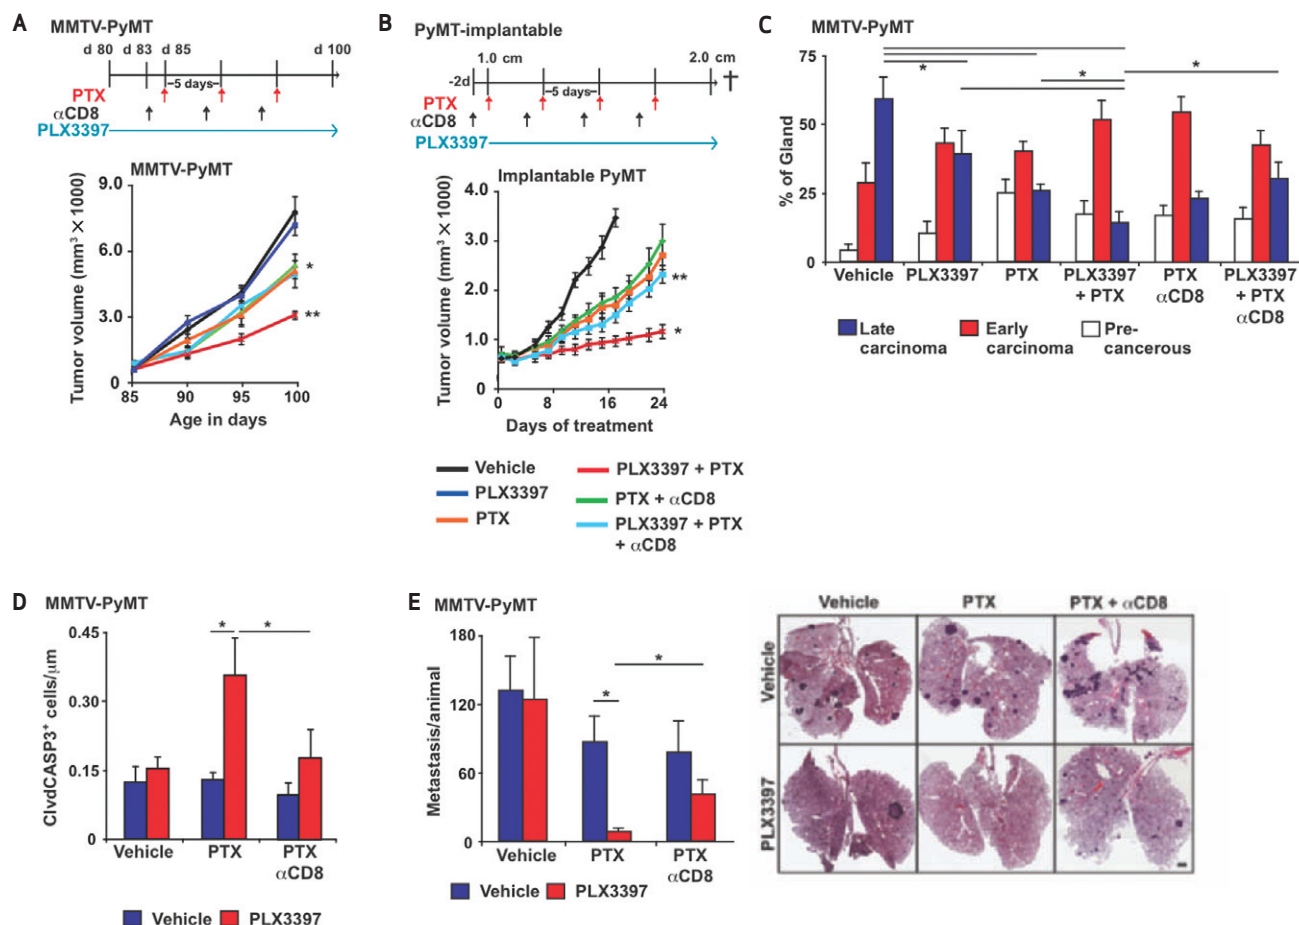 A MMTV-PyMT
d 80 d 83 d 85 d 100
5 days
PTX
αCD8
PLX3397
MMTV-PyMT
Tumor volume (mm³ × 1000)
9.0
6.0
3.0
0
*
**
85 90 95 100
Age in days
B PyMT-implantable
1.0 cm 2.0 cm
-2d
5 days
PTX
αCD8
PLX3397
Implantable PyMT
Tumor volume (mm³ × 1000)
4.0
3.0
2.0
1.0
0
**
*
0 8 16 24
Days of treatment
Vehicle
PLX3397
PTX
PLX3397 + PTX
PTX + αCD8
PLX3397 + PTX
+ αCD8
C MMTV-PyMT
% of Gland
75
50
25
0
* * *
Vehicle PLX3397 PTX PLX3397 PTX PLX3397
+ PTX αCD8 + PTX
αCD8
Late Early Pre-
carcinoma carcinoma cancerous
D MMTV-PyMT
ClvdCASP3⁺ cells/μm
0.45
0.30
0.15
0
* *
Vehicle PTX PTX
αCD8
Vehicle PLX3397
E MMTV-PyMT
Metastasis/animal
180
120
60
0
*
*
Vehicle PTX PTX
αCD8
Vehicle PLX3397
Vehicle PTX PTX + αCD8
Vehicle
PLX3397